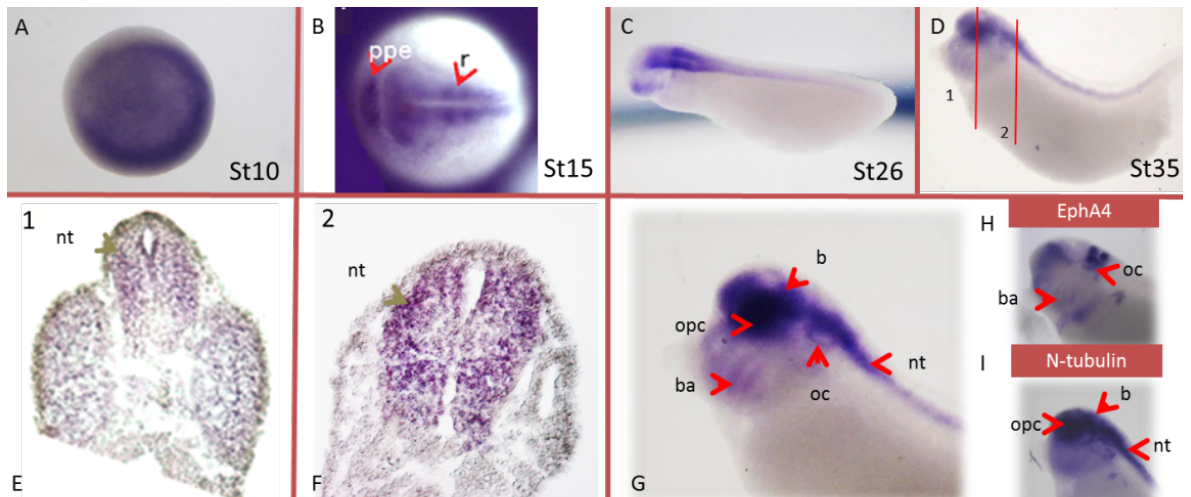 A
St10
B
ppe
r
St15
C
St26
D
1
2
St35
1
nt
E
2
nt
F
b
opc
ba
oc
nt
G
EphA4
H
oc
ba
N-tubulin
I
b
opc
nt